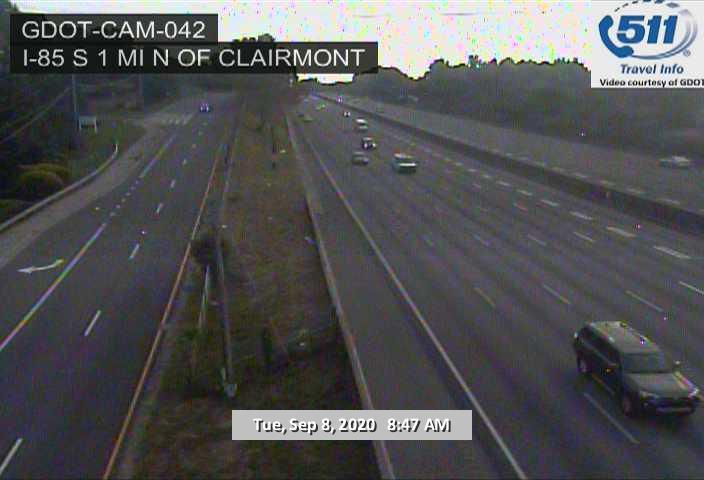 GDOT-CAM-042
I-85 S 1 MI N OF CLAIRMONT
511
Travel Info
Video courtesy of GDOT
Tue, Sep 8, 2020 8:47 AM